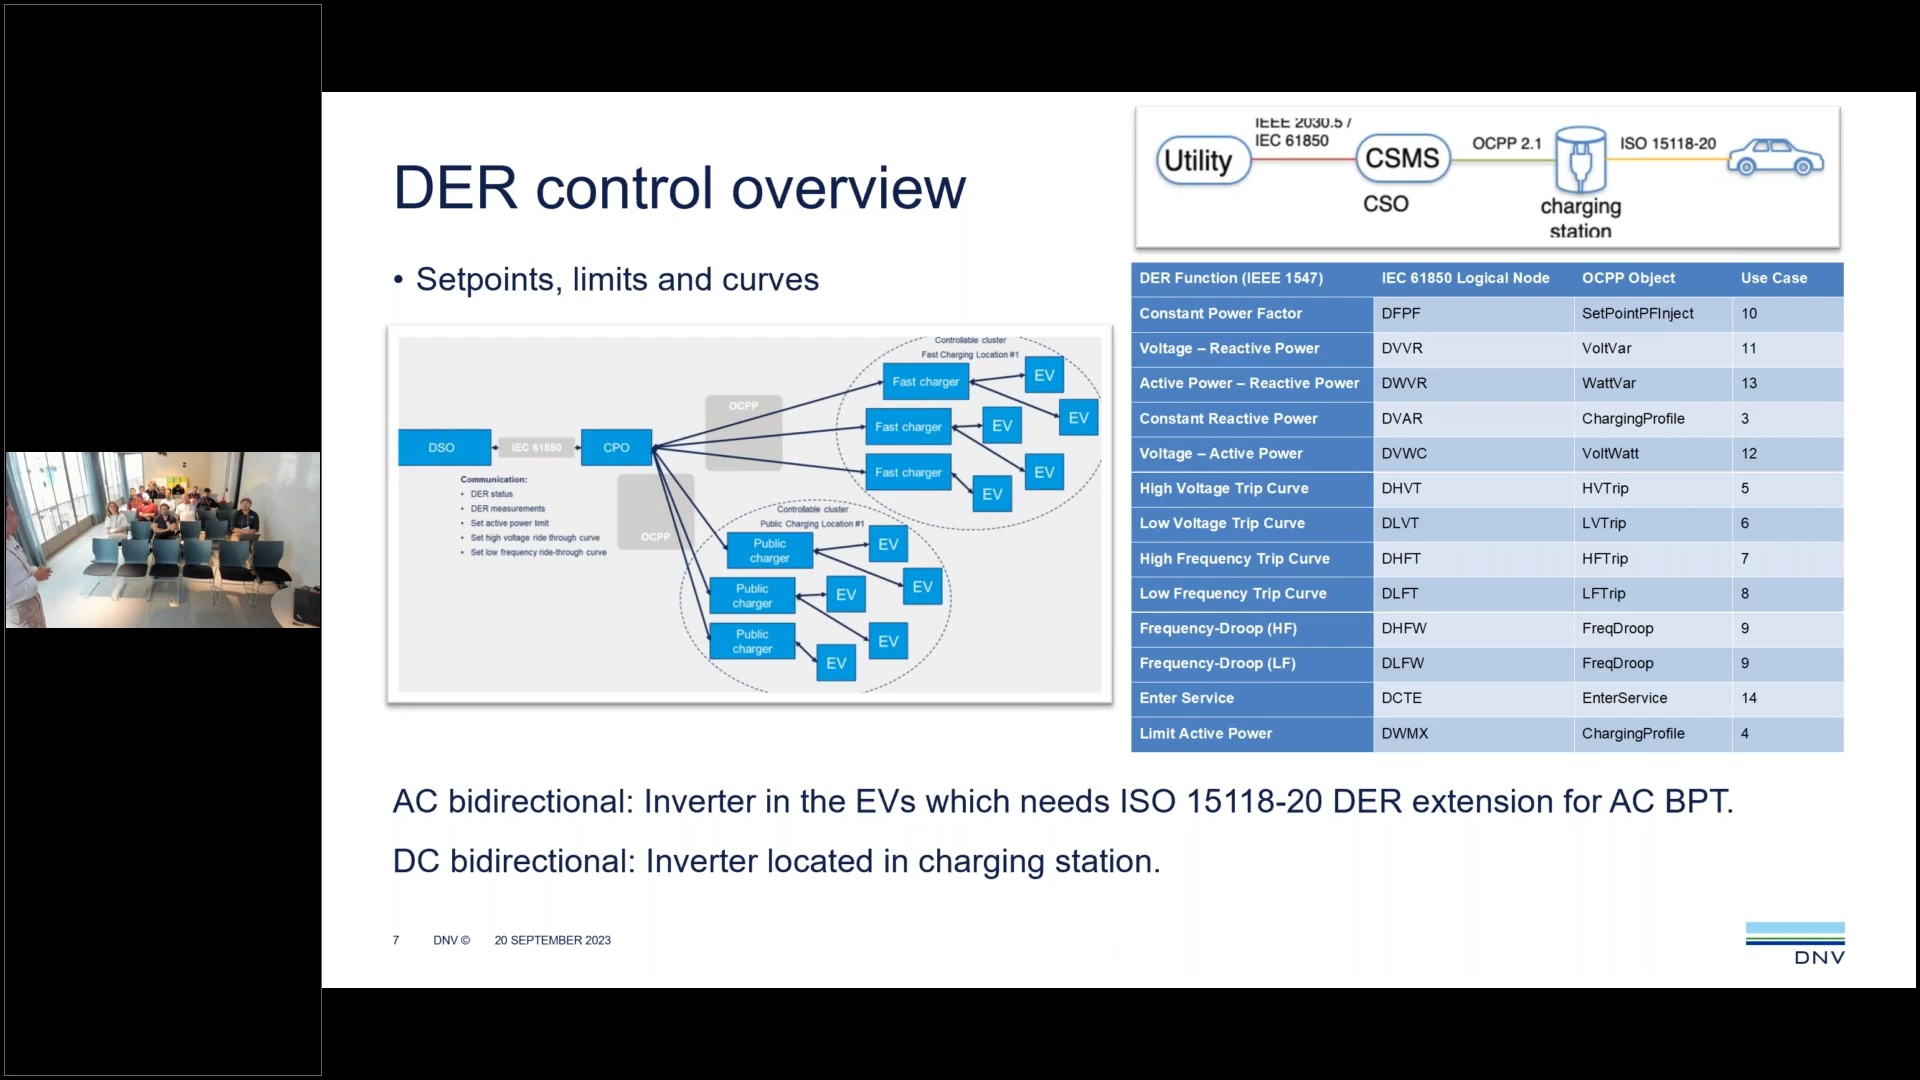 DER control overview
• Setpoints, limits and curves
IEEE 2030.5 /
IEC 61850
OCPP 2.1
ISO 15118-20
Utility
CSMS
CSO
charging
station
Controllable cluster
Fast Charging Location #1
Fast charger
EV
EV
OCPP
Fast charger
EV
DSO
IEC 61850
CPO
Fast charger
EV
EV
Communication:
• DER status
• DER measurements
• Set active power limit
• Set high voltage ride through curve
• Set low frequency ride-through curve
OCPP
Controllable cluster
Public Charging Location #1
Public
charger
EV
EV
Public
charger
EV
Public
charger
EV
EV
DER Function (IEEE 1547) IEC 61850 Logical Node OCPP Object Use Case
Constant Power Factor DFPF SetPointPFInject 10
Voltage – Reactive Power DVVR VoltVar 11
Active Power – Reactive Power DWVR WattVar 13
Constant Reactive Power DVAR ChargingProfile 3
Voltage – Active Power DVWC VoltWatt 12
High Voltage Trip Curve DHVT HVTrip 5
Low Voltage Trip Curve DLVT LVTrip 6
High Frequency Trip Curve DHFT HFTrip 7
Low Frequency Trip Curve DLFT LFTrip 8
Frequency-Droop (HF) DHFW FreqDroop 9
Frequency-Droop (LF) DLFW FreqDroop 9
Enter Service DCTE EnterService 14
Limit Active Power DWMX ChargingProfile 4
AC bidirectional: Inverter in the EVs which needs ISO 15118-20 DER extension for AC BPT.
DC bidirectional: Inverter located in charging station.
7 DNV © 20 SEPTEMBER 2023
DNV